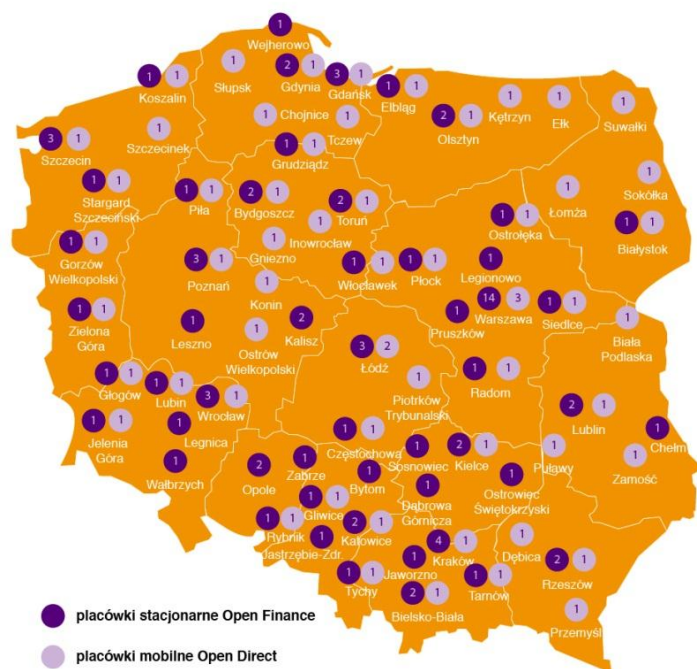 1
Wejherowo
1
Słupsk
2 1
Gdynia
3 1
Gdańsk
1 1
Koszalin
1 1
Elbląg
2 1
Olsztyn
1
Kętrzyn
1
Ełk
1
Suwałki
1
Chojnice
1
Tczew
3 1
Szczecin
1
Szczecinek
1 1
Grudziądz
1
Sokółka
1 1
Stargard
Szczeciński
1 1
Piła
2 1
Bydgoszcz
2 1
Toruń
1
Łomża
1
Inowrocław
1 1
Ostrołęka
1 1
Białystok
1 1
Gorzów
Wielkopolski
1
Gniezno
3 1
Poznań
1 1
Włocławek
1 1
Płock
1
Legionowo
1
Konin
14 3
Warszawa
1 1
Siedlce
1 1
Zielona
Góra
1
Leszno
1
Ostrów
Wielkopolski
2
Kalisz
1
Pruszków
1
Biała
Podlaska
3 2
Łódź
1 1
Głogów
1 1
Lubin
3 1
Wrocław
1
Piotrków
Trybunalski
1 1
Radom
2 1
Lublin
1
Chełm
1 1
Jelenia
Góra
1
Legnica
1 1
Częstochowa
1
Sosnowiec
2 1
Kielce
1
Puławy
1
Zamość
1
Wałbrzych
2
Opole
1
Zabrze
1
Bytom
1
Dąbrowa
Górnicza
1
Ostrowiec
Świętokrzyski
1 1
Gliwice
1 1
Rybnik
1
Jastrzębie-Zdr.
2 1
Katowice
4 1
Kraków
1
Dębica
2 1
Rzeszów
1
Jaworzno
1 1
Tychy
2 1
Bielsko-Biała
1 1
Tarnów
1
Przemyśl
placówki stacjonarne Open Finance
placówki mobilne Open Direct